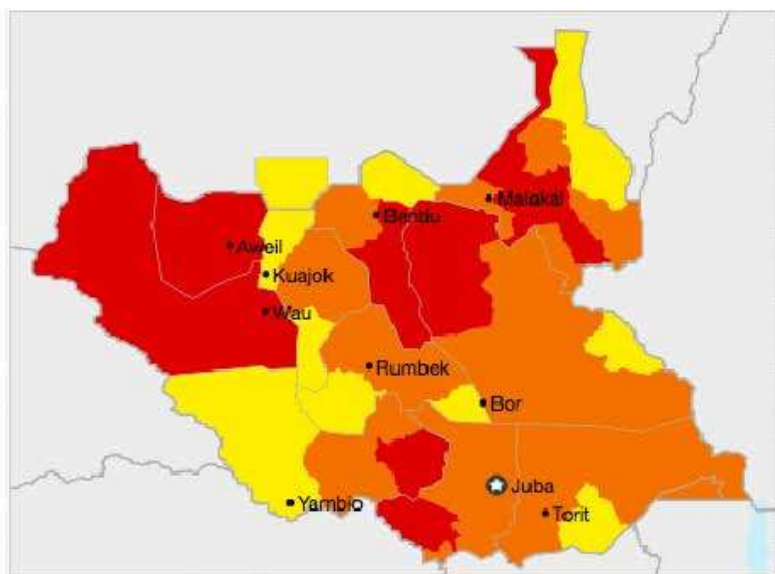 Malakal
Bentiu
Aweil
Kuajok
Wau
Rumbek
Bor
Juba
Yambio
Torit